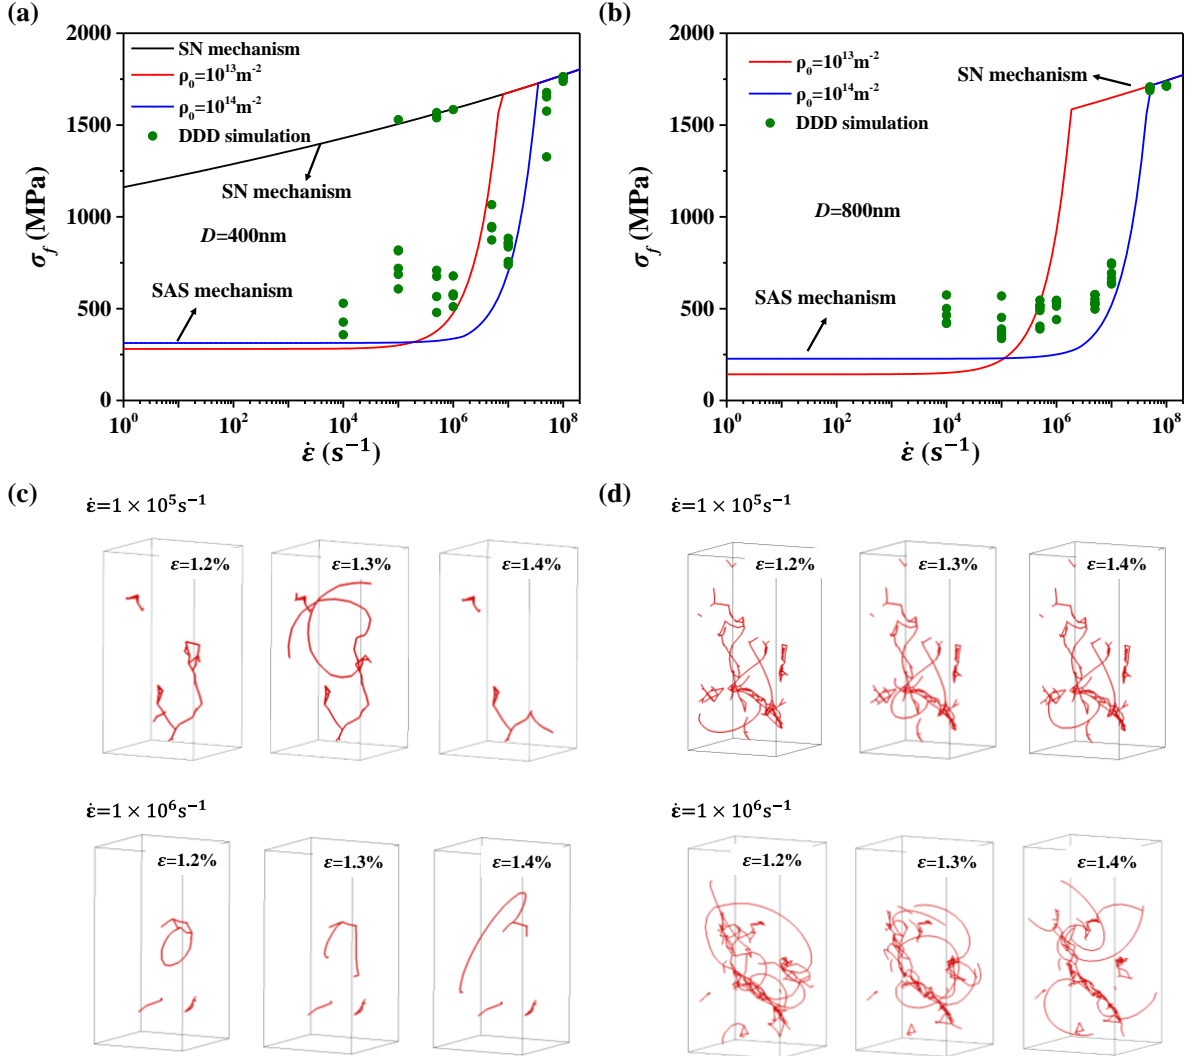 (a)
2000
1500
1000
500
0
σf (MPa)
SN mechanism
ρ0=10^13m^-2
ρ0=10^14m^-2
DDD simulation
SN mechanism
D=400nm
SAS mechanism
10^0 10^2 10^4 10^6 10^8
ε̇ (s^−1)
(b)
2000
1500
1000
500
0
σf (MPa)
ρ0=10^13m^-2
ρ0=10^14m^-2
DDD simulation
SN mechanism
D=800nm
SAS mechanism
10^0 10^2 10^4 10^6 10^8
ε̇ (s^−1)
(c)
ε̇=1 × 10^5s^−1
ε=1.2% ε=1.3% ε=1.4%
ε̇=1 × 10^6s^−1
ε=1.2% ε=1.3% ε=1.4%
(d)
ε̇=1 × 10^5s^−1
ε=1.2% ε=1.3% ε=1.4%
ε̇=1 × 10^6s^−1
ε=1.2% ε=1.3% ε=1.4%